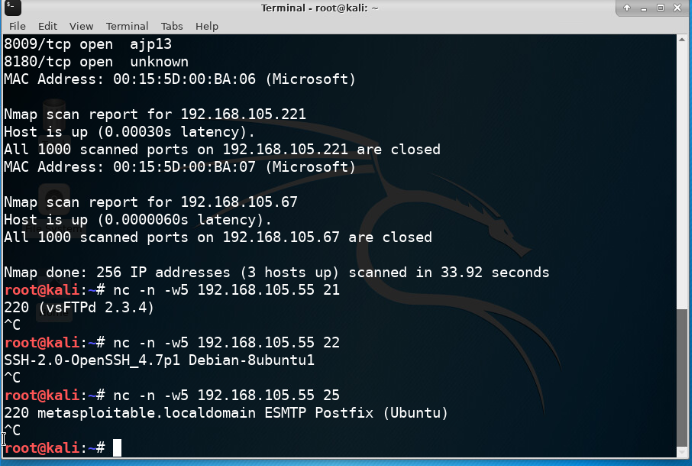 Terminal - root@kali: ~
File Edit View Terminal Tabs Help
8009/tcp open  ajp13
8180/tcp open  unknown
MAC Address: 00:15:5D:00:BA:06 (Microsoft)
Nmap scan report for 192.168.105.221
Host is up (0.00030s latency).
All 1000 scanned ports on 192.168.105.221 are closed
MAC Address: 00:15:5D:00:BA:07 (Microsoft)
Nmap scan report for 192.168.105.67
Host is up (0.0000060s latency).
All 1000 scanned ports on 192.168.105.67 are closed
Nmap done: 256 IP addresses (3 hosts up) scanned in 33.92 seconds
root@kali:~# nc -n -w5 192.168.105.55 21
220 (vsFTPd 2.3.4)
^C
root@kali:~# nc -n -w5 192.168.105.55 22
SSH-2.0-OpenSSH_4.7p1 Debian-8ubuntu1
^C
root@kali:~# nc -n -w5 192.168.105.55 25
220 metasploitable.localdomain ESMTP Postfix (Ubuntu)
^C
root@kali:~#